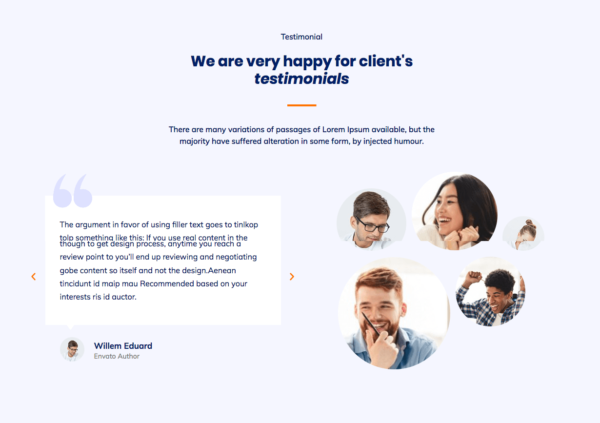 Testimonial
We are very happy for client's
testimonials
There are many variations of passages of Lorem Ipsum available, but the
majority have suffered alteration in some form, by injected humour.
The argument in favor of using filler text goes to tinlkop
tolp something like this: If you use real content in the
though to get design process, anytime you reach a
review point to you'll end up reviewing and negotiating
gobe content so itself and not the design.Aenean
tincidunt id maip mau Recommended based on your
interests ris id auctor.
Willem Eduard
Envato Author